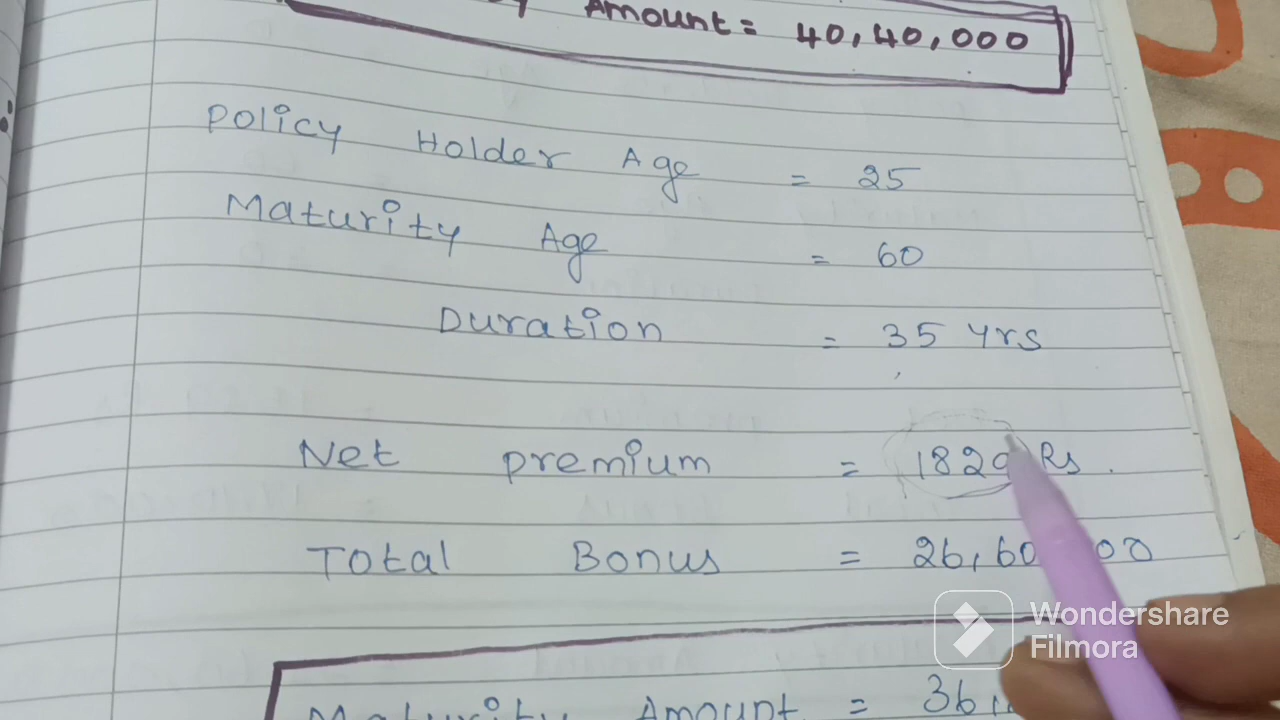 Amount = 40,40,000
Policy Holder Age = 25
Maturity Age = 60
Duration = 35 yrs
Net premium = Rs.
Total Bonus =
Maturity Amount =
Wondershare
Filmora